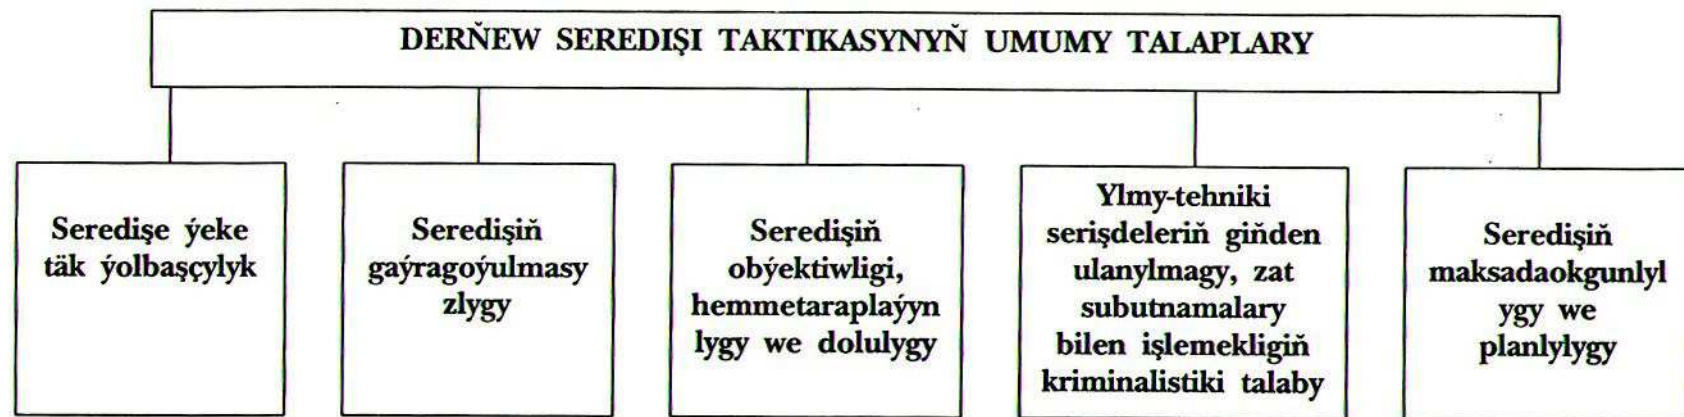 DERŇEW SEREDIŞI TAKTIKASYNYŇ UMUMY TALAPLARY
Seredişe ýeke
täk ýolbaşçylyk
Seredişiň
gaýragoýulmasy
zlygy
Seredişiň
obýektiwligi,
hemmetaraplaýyn
lygy we dolulygy
Ylmy-tehniki
serişdeleriň giňden
ulanylmagy, zat
subutnamalary
bilen işlemekligiň
kriminalistiki talaby
Seredişiň
maksadaokgunlyl
ygy we
planlylygy